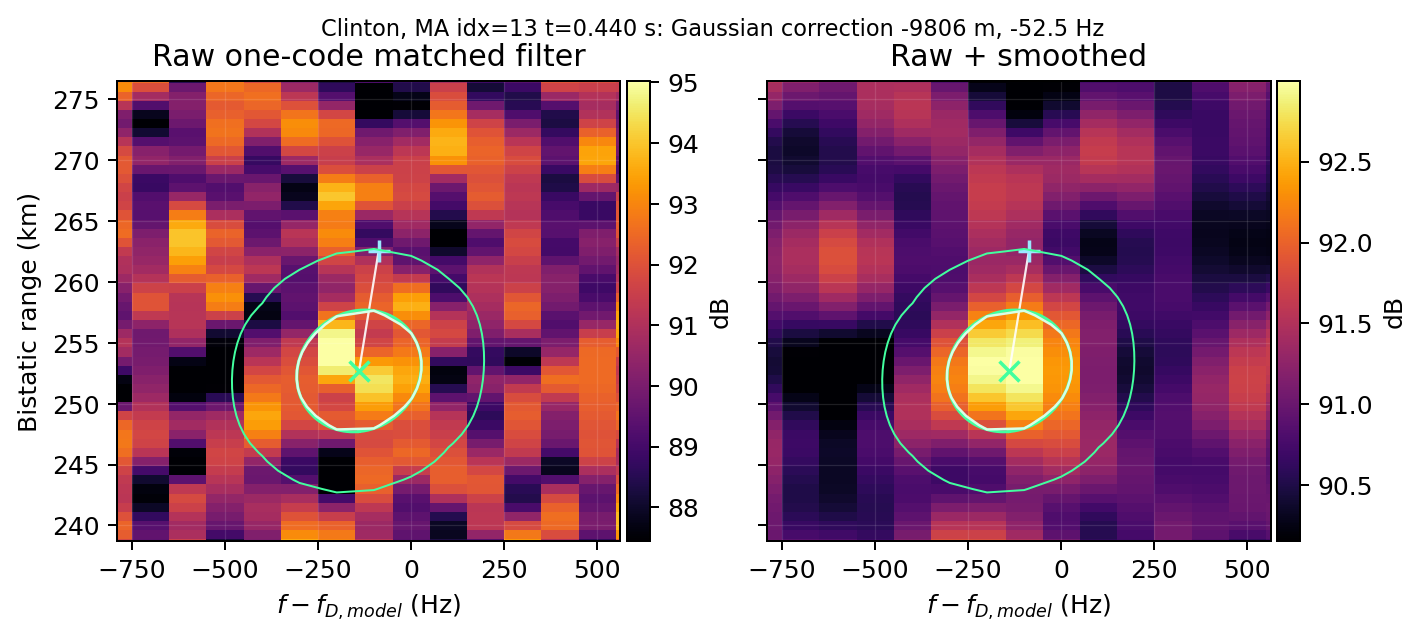 Clinton, MA idx=13 t=0.440 s: Gaussian correction -9806 m, -52.5 Hz
Raw one-code matched filter
Raw + smoothed
Bistatic range (km)
275
270
265
260
255
250
245
240
−750 −500 −250 0 250 500
f − f_{D, model} (Hz)
95
94
93
92
91
90
89
88
dB
−750 −500 −250 0 250 500
f − f_{D, model} (Hz)
92.5
92.0
91.5
91.0
90.5
dB